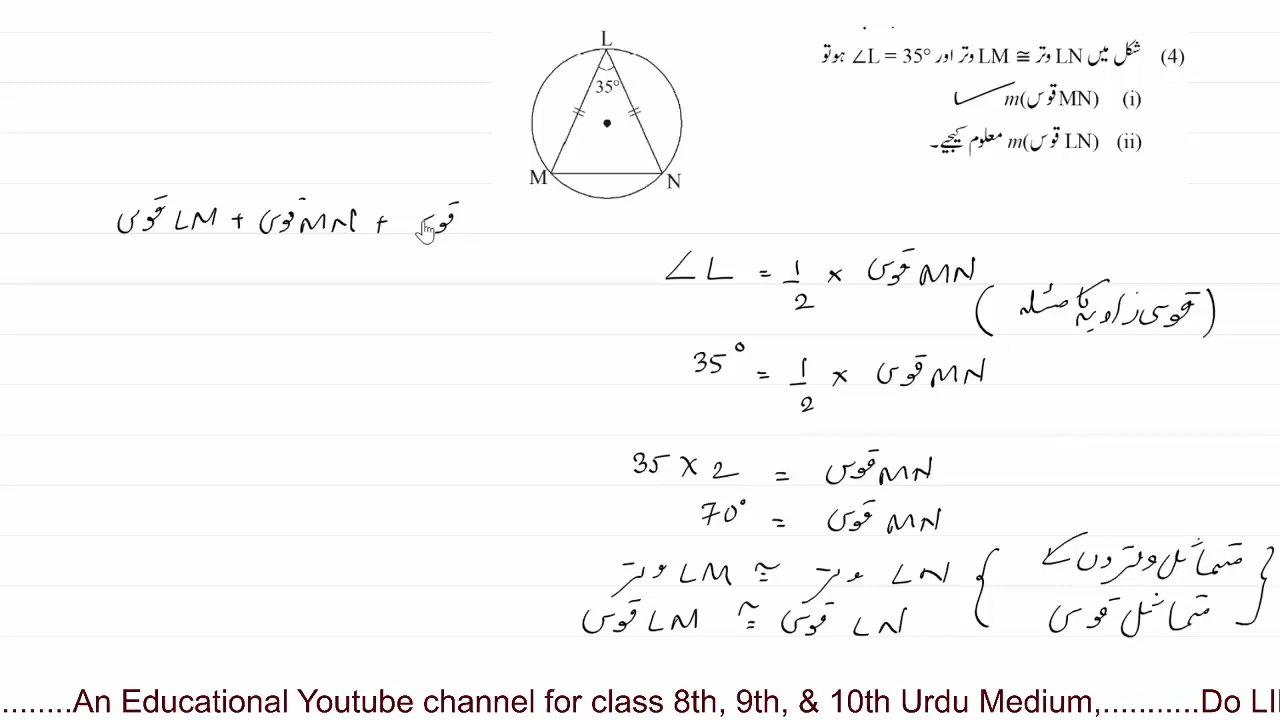 (4) شکل میں وتر LM ≅ وتر LN اور ∠L = 35° ہو تو
(i) m(قوس MN)
(ii) m(قوس LN) معلوم کیجیے۔
L
35°
M
N
قوس LM + قوس MN + قوس
∠L = 1/2 × قوس MN
(قوسی زاویہ کا مسئلہ)
35° = 1/2 × قوس MN
35 × 2 = قوس MN
70° = قوس MN
وتر LM ≅ وتر LN { متماثل وتروں کے
قوس LM ≅ قوس LN متماثل قوس }
........An Educational Youtube channel for class 8th, 9th, & 10th Urdu Medium,...........Do LI